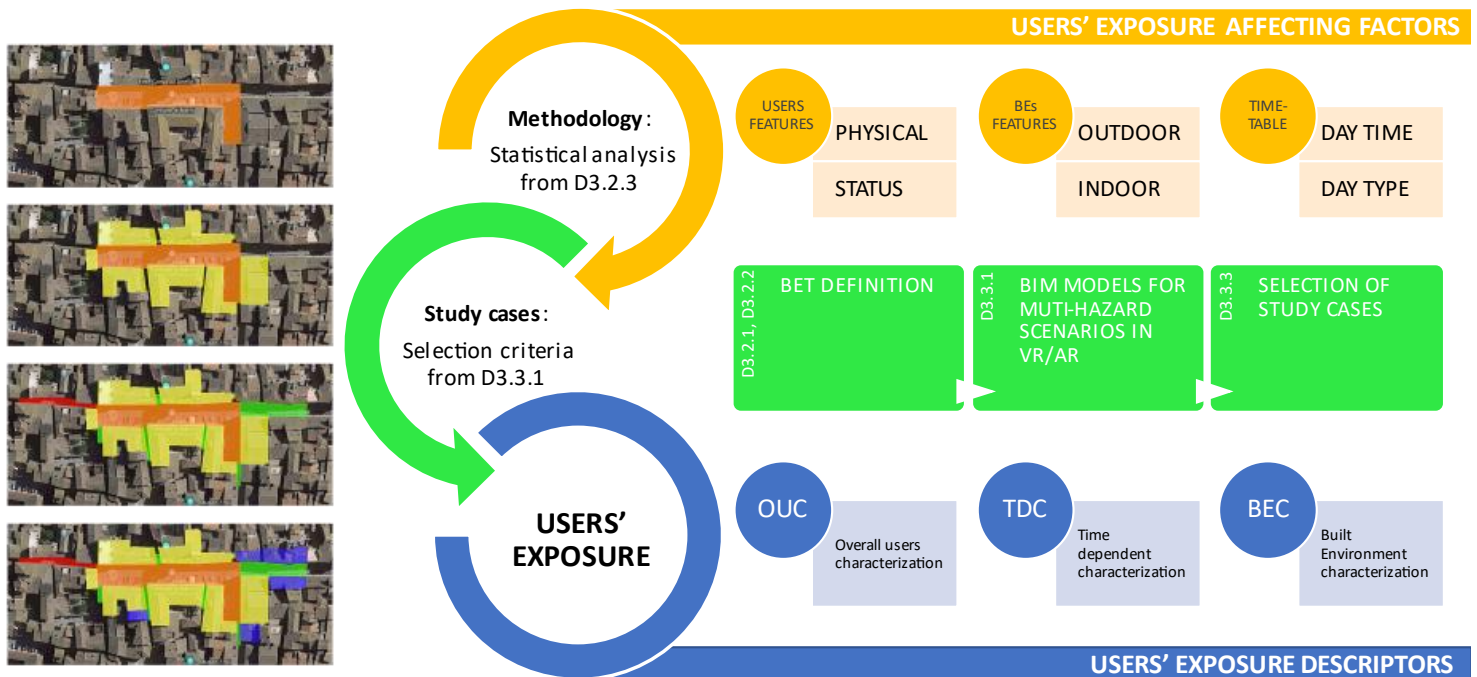 USERS' EXPOSURE AFFECTING FACTORS
Methodology:
Statistical analysis
from D3.2.3
USERS
FEATURES
PHYSICAL
STATUS
BEs
FEATURES
OUTDOOR
INDOOR
TIME-
TABLE
DAY TIME
DAY TYPE
Study cases:
Selection criteria
from D3.3.1
D3.2.1, D3.2.2
BET DEFINITION
D3.3.1
BIM MODELS FOR
MUTI-HAZARD
SCENARIOS IN
VR/AR
D3.3.3
SELECTION OF
STUDY CASES
USERS'
EXPOSURE
OUC
Overall users
characterization
TDC
Time
dependent
characterization
BEC
Built
Environment
characterization
USERS' EXPOSURE DESCRIPTORS